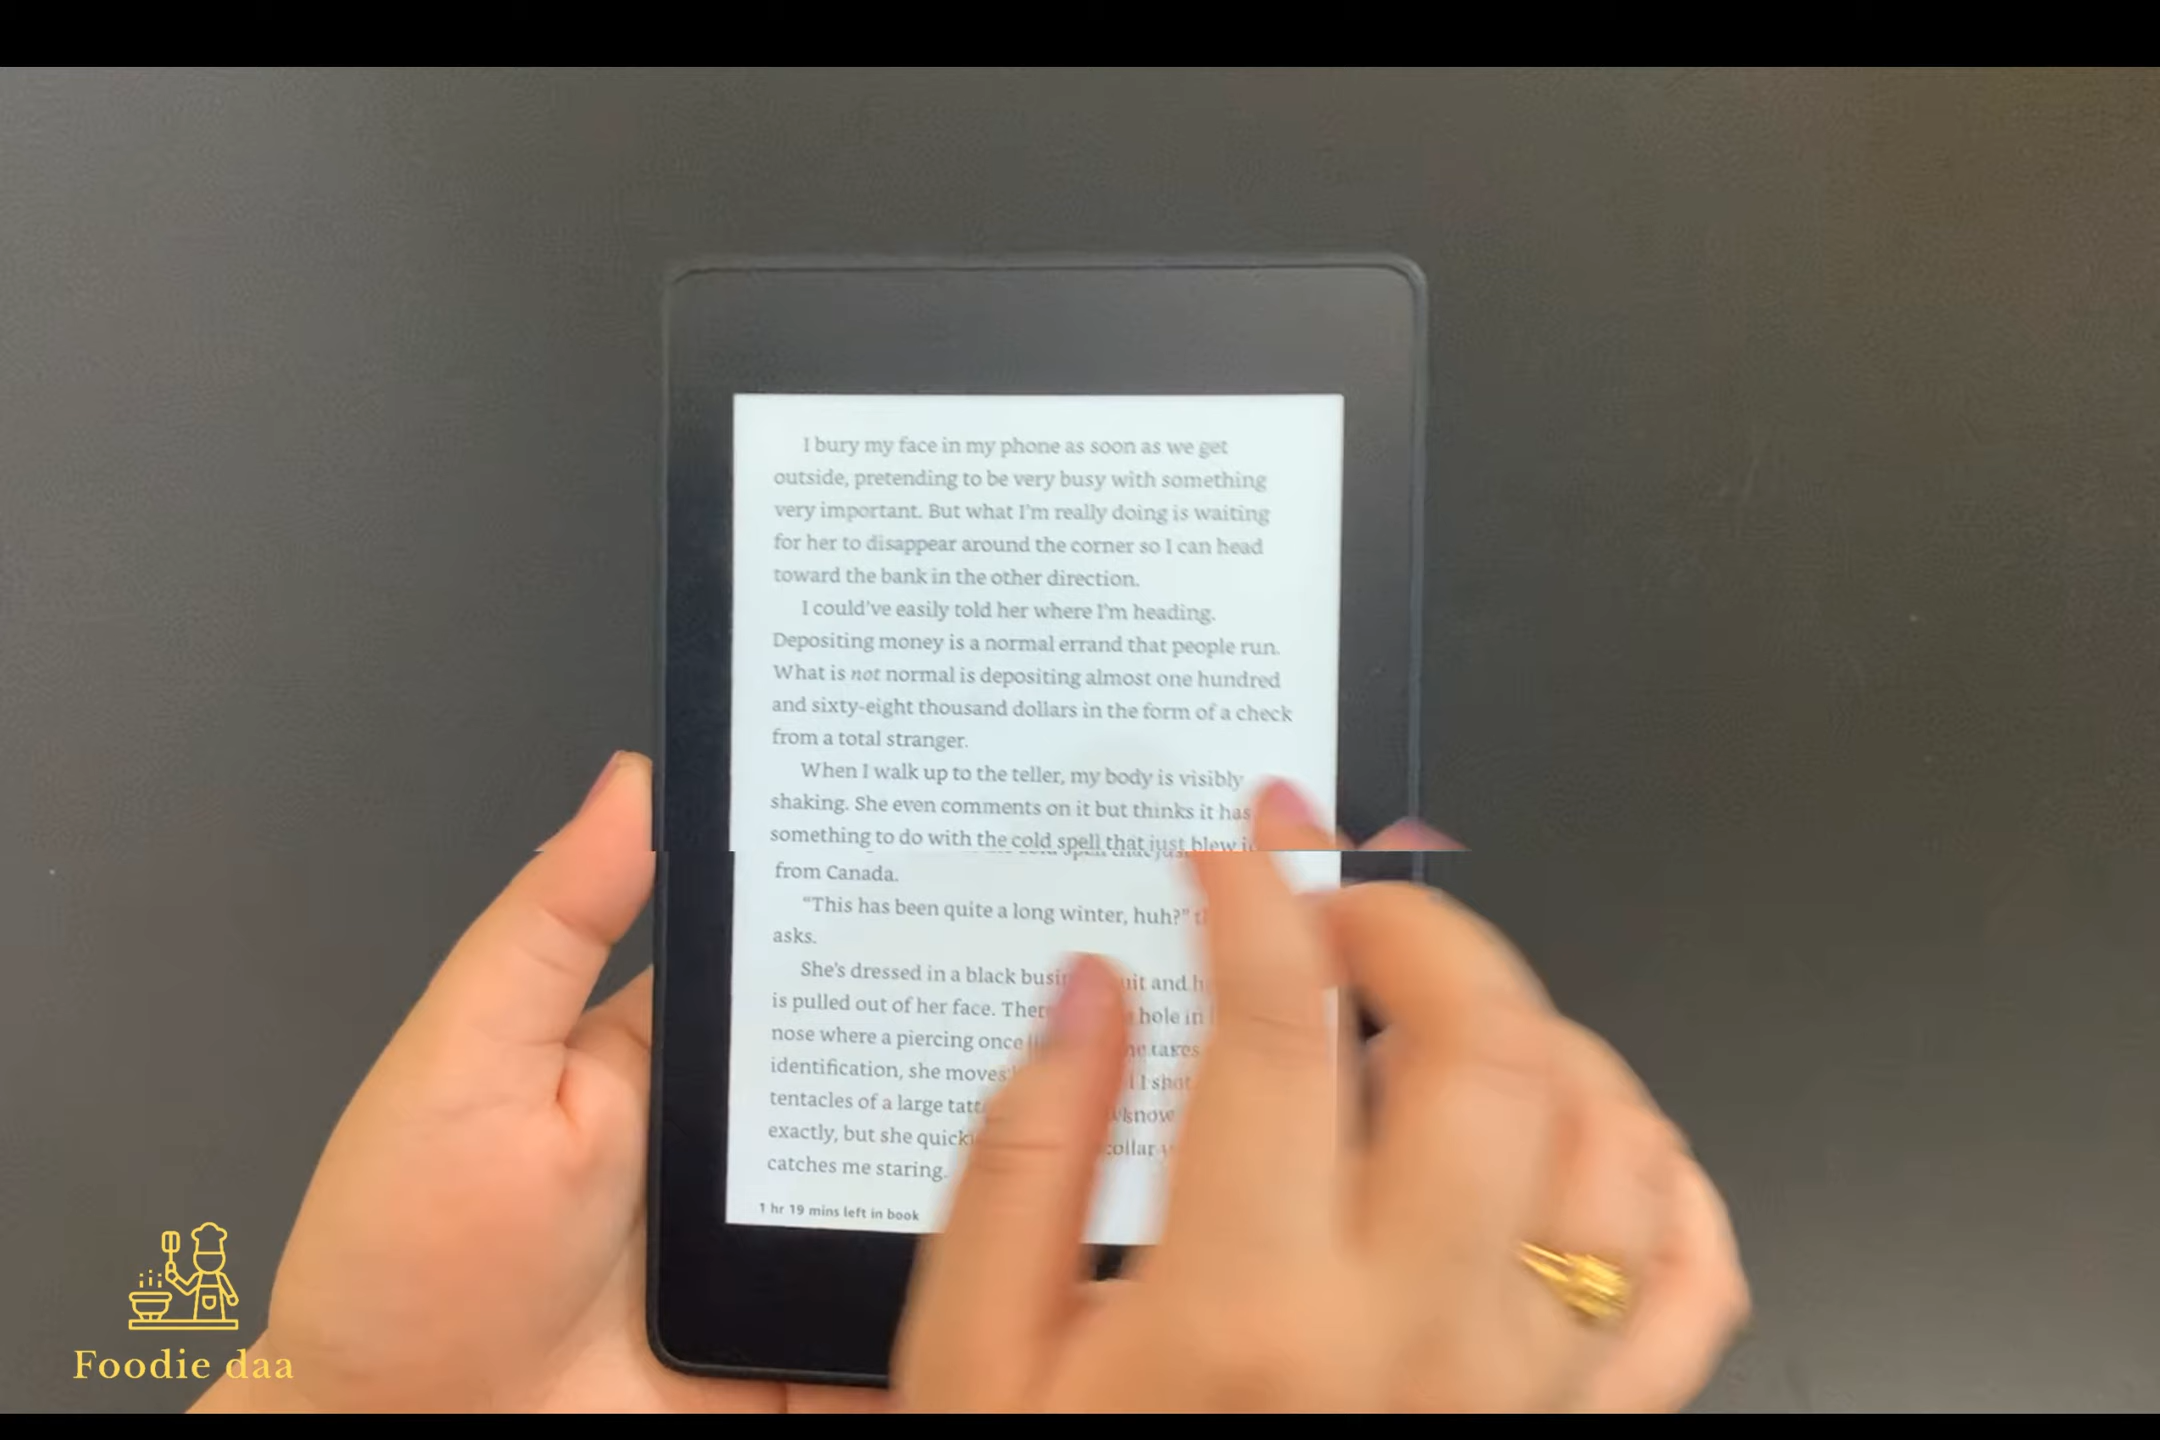 I bury my face in my phone as soon as we get
outside, pretending to be very busy with something
very important. But what I'm really doing is waiting
for her to disappear around the corner so I can head
toward the bank in the other direction.
I could've easily told her where I'm heading.
Depositing money is a normal errand that people run.
What is not normal is depositing almost one hundred
and sixty-eight thousand dollars in the form of a check
from a total stranger.
When I walk up to the teller, my body is visibly
shaking. She even comments on it but thinks it has
something to do with the cold spell that just blew
from Canada.
“This has been quite a long winter, huh?”
asks.
She's dressed in a black and
is pulled out of her face. hole in
nose where a piercing once
identification, she moves I
tentacles of a large know
exactly, but she collar
catches me staring.
1 hr 19 mins left in book
Foodie daa